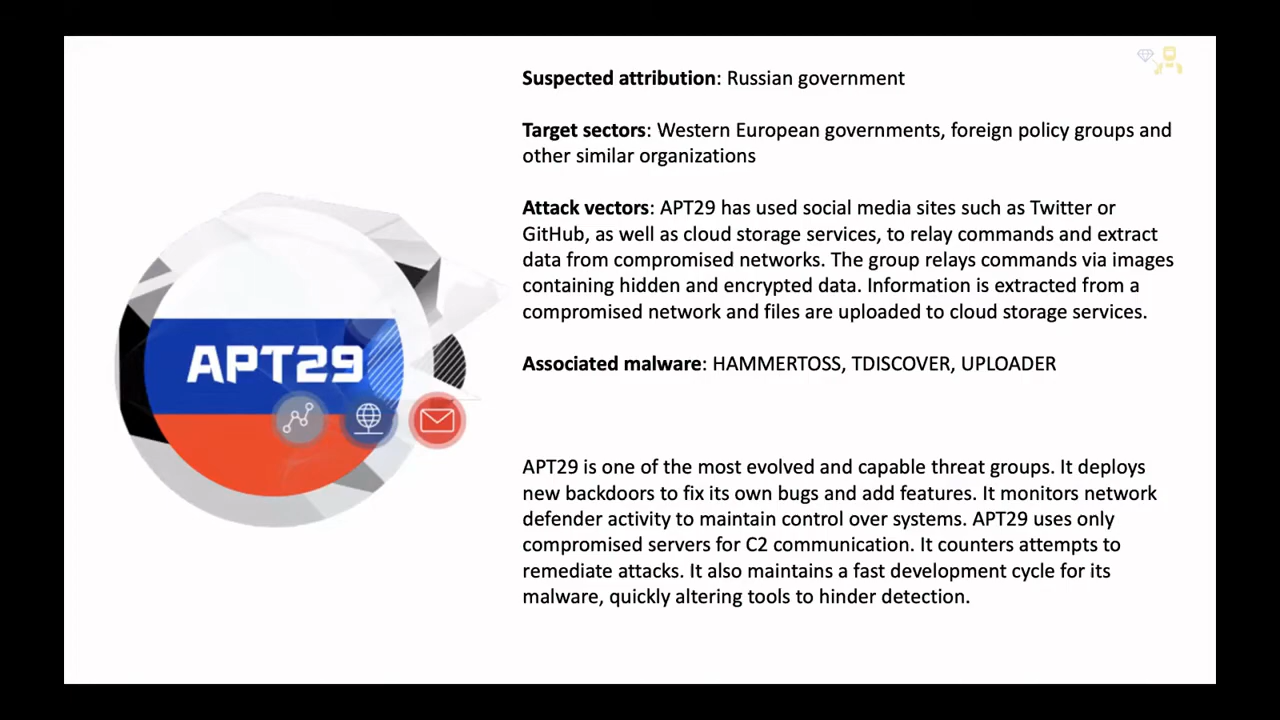 Suspected attribution: Russian government
Target sectors: Western European governments, foreign policy groups and
other similar organizations
Attack vectors: APT29 has used social media sites such as Twitter or
GitHub, as well as cloud storage services, to relay commands and extract
data from compromised networks. The group relays commands via images
containing hidden and encrypted data. Information is extracted from a
compromised network and files are uploaded to cloud storage services.
Associated malware: HAMMERTOSS, TDISCOVER, UPLOADER
APT29
APT29 is one of the most evolved and capable threat groups. It deploys
new backdoors to fix its own bugs and add features. It monitors network
defender activity to maintain control over systems. APT29 uses only
compromised servers for C2 communication. It counters attempts to
remediate attacks. It also maintains a fast development cycle for its
malware, quickly altering tools to hinder detection.